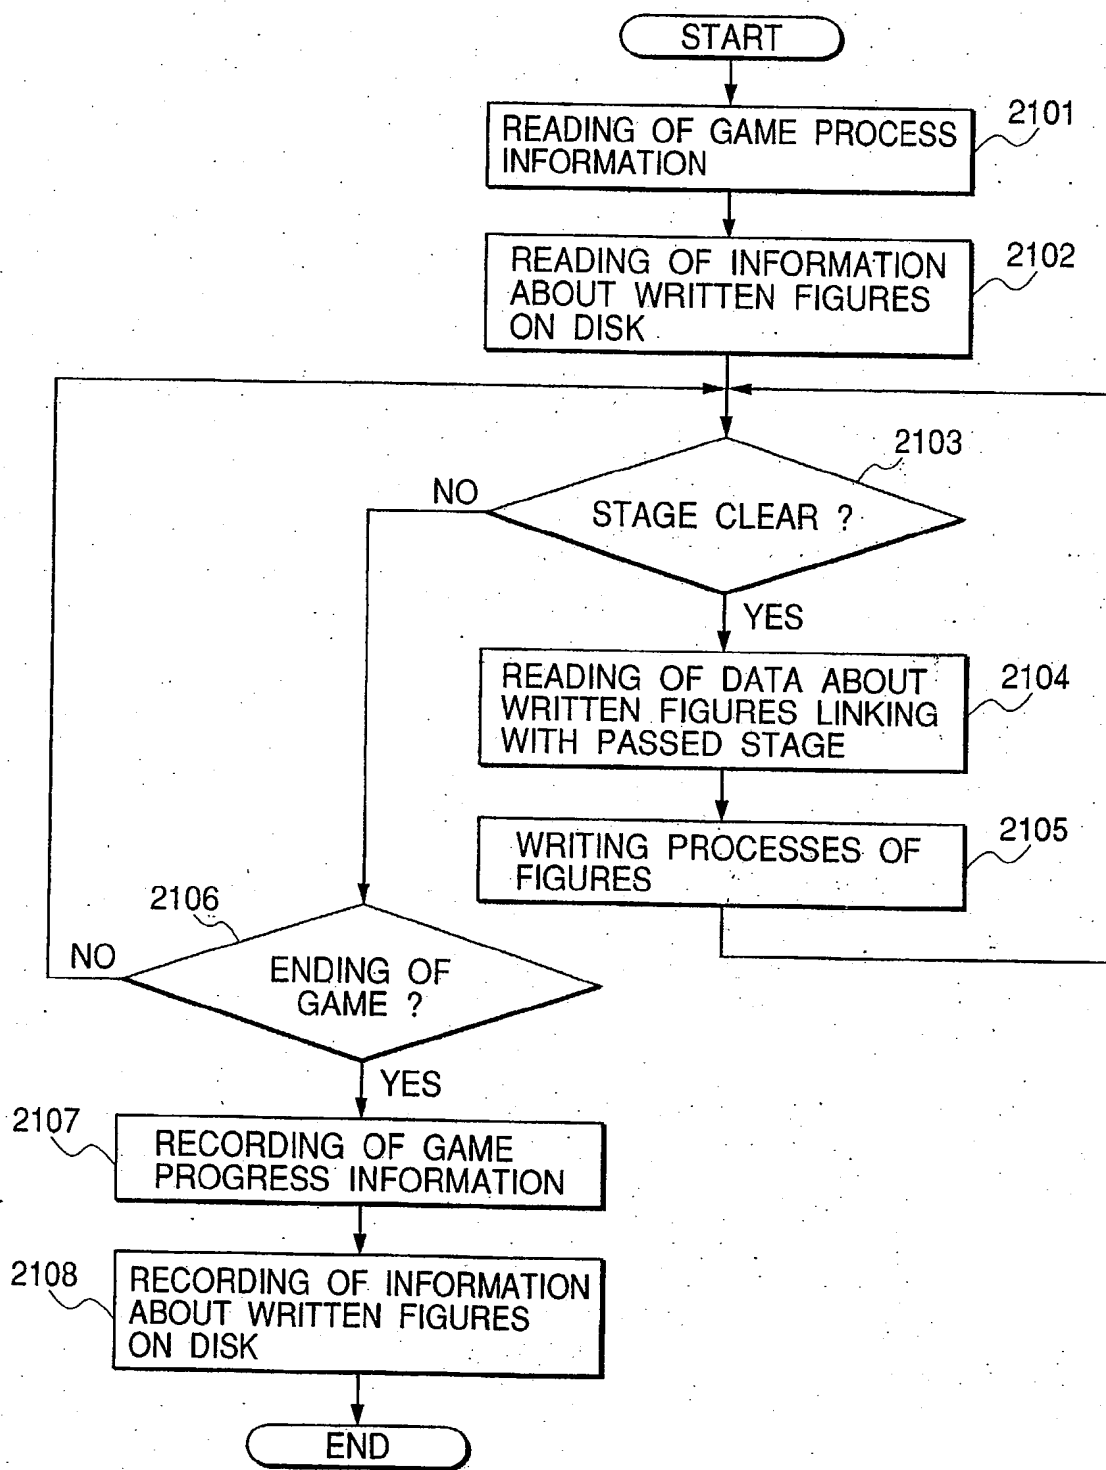 START
2101
READING OF GAME PROCESS
INFORMATION
2102
READING OF INFORMATION
ABOUT WRITTEN FIGURES
ON DISK
2103
NO
STAGE CLEAR ?
YES
2104
READING OF DATA ABOUT
WRITTEN FIGURES LINKING
WITH PASSED STAGE
2105
WRITING PROCESSES OF
FIGURES
2106
NO
ENDING OF
GAME ?
YES
2107
RECORDING OF GAME
PROGRESS INFORMATION
2108
RECORDING OF INFORMATION
ABOUT WRITTEN FIGURES
ON DISK
END